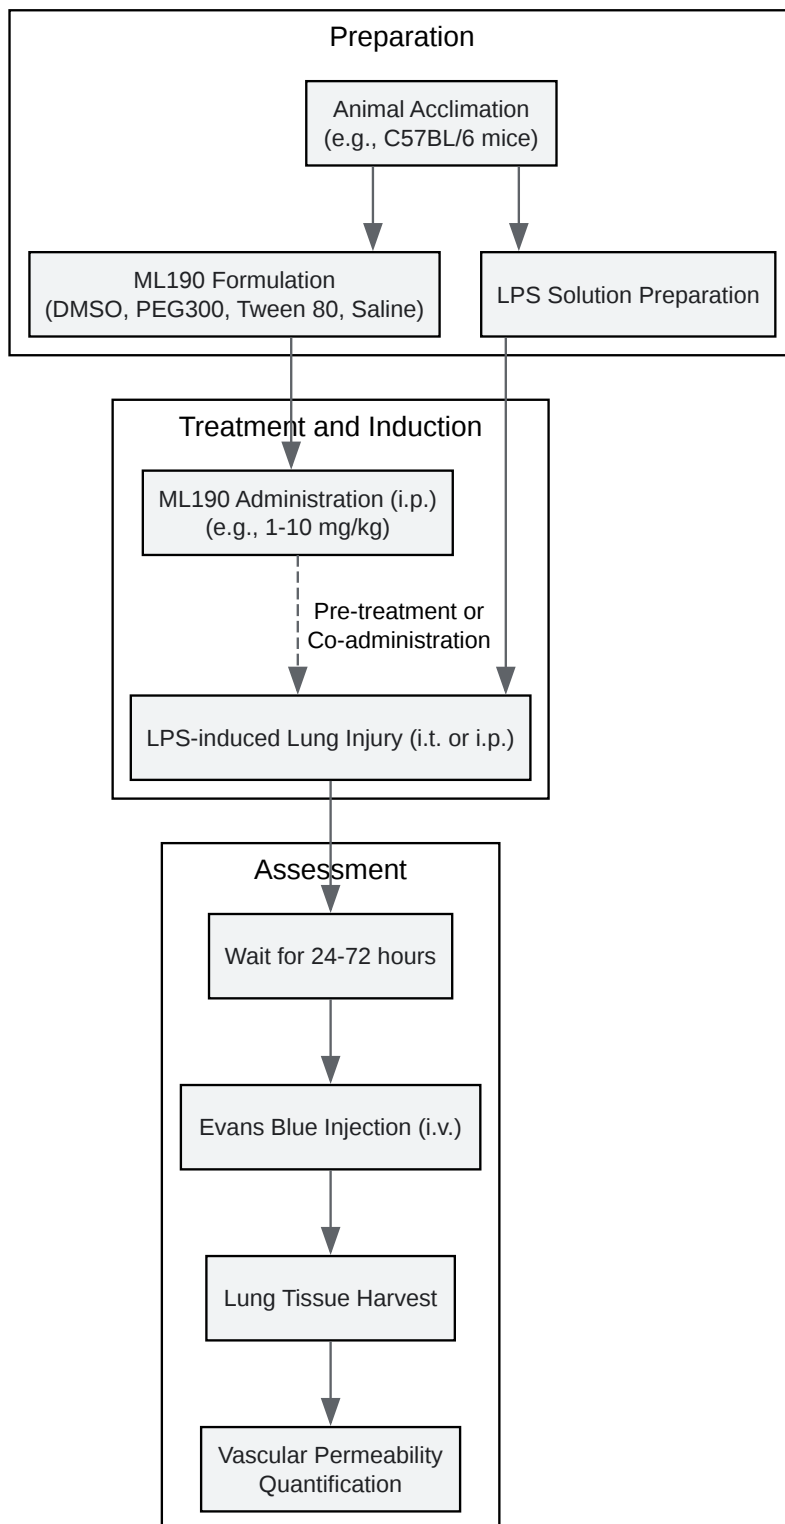 Preparation
Animal Acclimation
(e.g., C57BL/6 mice)
ML190 Formulation
(DMSO, PEG300, Tween 80, Saline)
LPS Solution Preparation
Treatment and Induction
ML190 Administration (i.p.)
(e.g., 1-10 mg/kg)
Pre-treatment or
Co-administration
LPS-induced Lung Injury (i.t. or i.p.)
Assessment
Wait for 24-72 hours
Evans Blue Injection (i.v.)
Lung Tissue Harvest
Vascular Permeability
Quantification